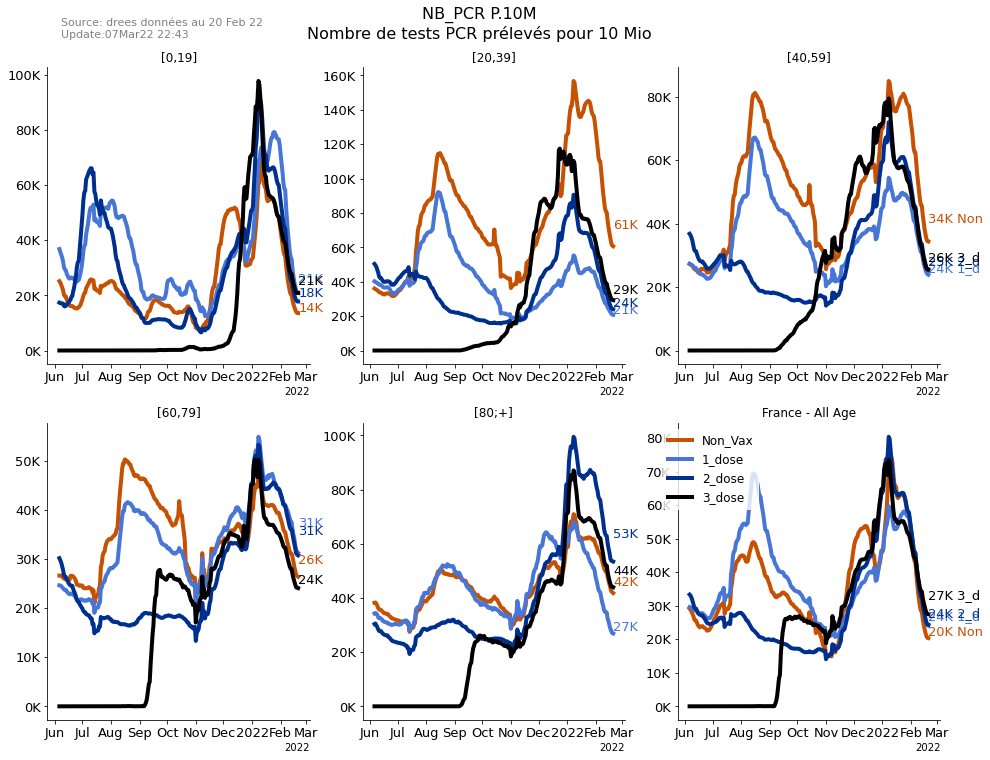 NB_PCR P.10M
Source: drees données au 20 Feb 22
Update:07Mar22 22:43
Nombre de tests PCR prélevés pour 10 Mio
[0,19]
100K
80K
60K
40K
20K
0K
21K
18K
14K
Jun Jul Aug Sep Oct Nov Dec 2022 Feb Mar
2022
[20,39]
160K
140K
120K
100K
80K
60K
40K
20K
0K
61K
29K
24K
21K
Jun Jul Aug Sep Oct Nov Dec 2022 Feb Mar
2022
[40,59]
80K
60K
40K
20K
0K
34K Non
26K 3_d
24K 1_d
Jun Jul Aug Sep Oct Nov Dec 2022 Feb Mar
2022
[60,79]
50K
40K
30K
20K
10K
0K
31K
31K
26K
24K
Jun Jul Aug Sep Oct Nov Dec 2022 Feb Mar
2022
[80;+]
100K
80K
60K
40K
20K
0K
53K
44K
42K
27K
Jun Jul Aug Sep Oct Nov Dec 2022 Feb Mar
2022
France - All Age
Non_Vax
1_dose
2_dose
3_dose
80K
70K
60K
50K
40K
30K
20K
10K
0K
27K 3_d
24K 2_d
24K 1_d
20K Non
Jun Jul Aug Sep Oct Nov Dec 2022 Feb Mar
2022